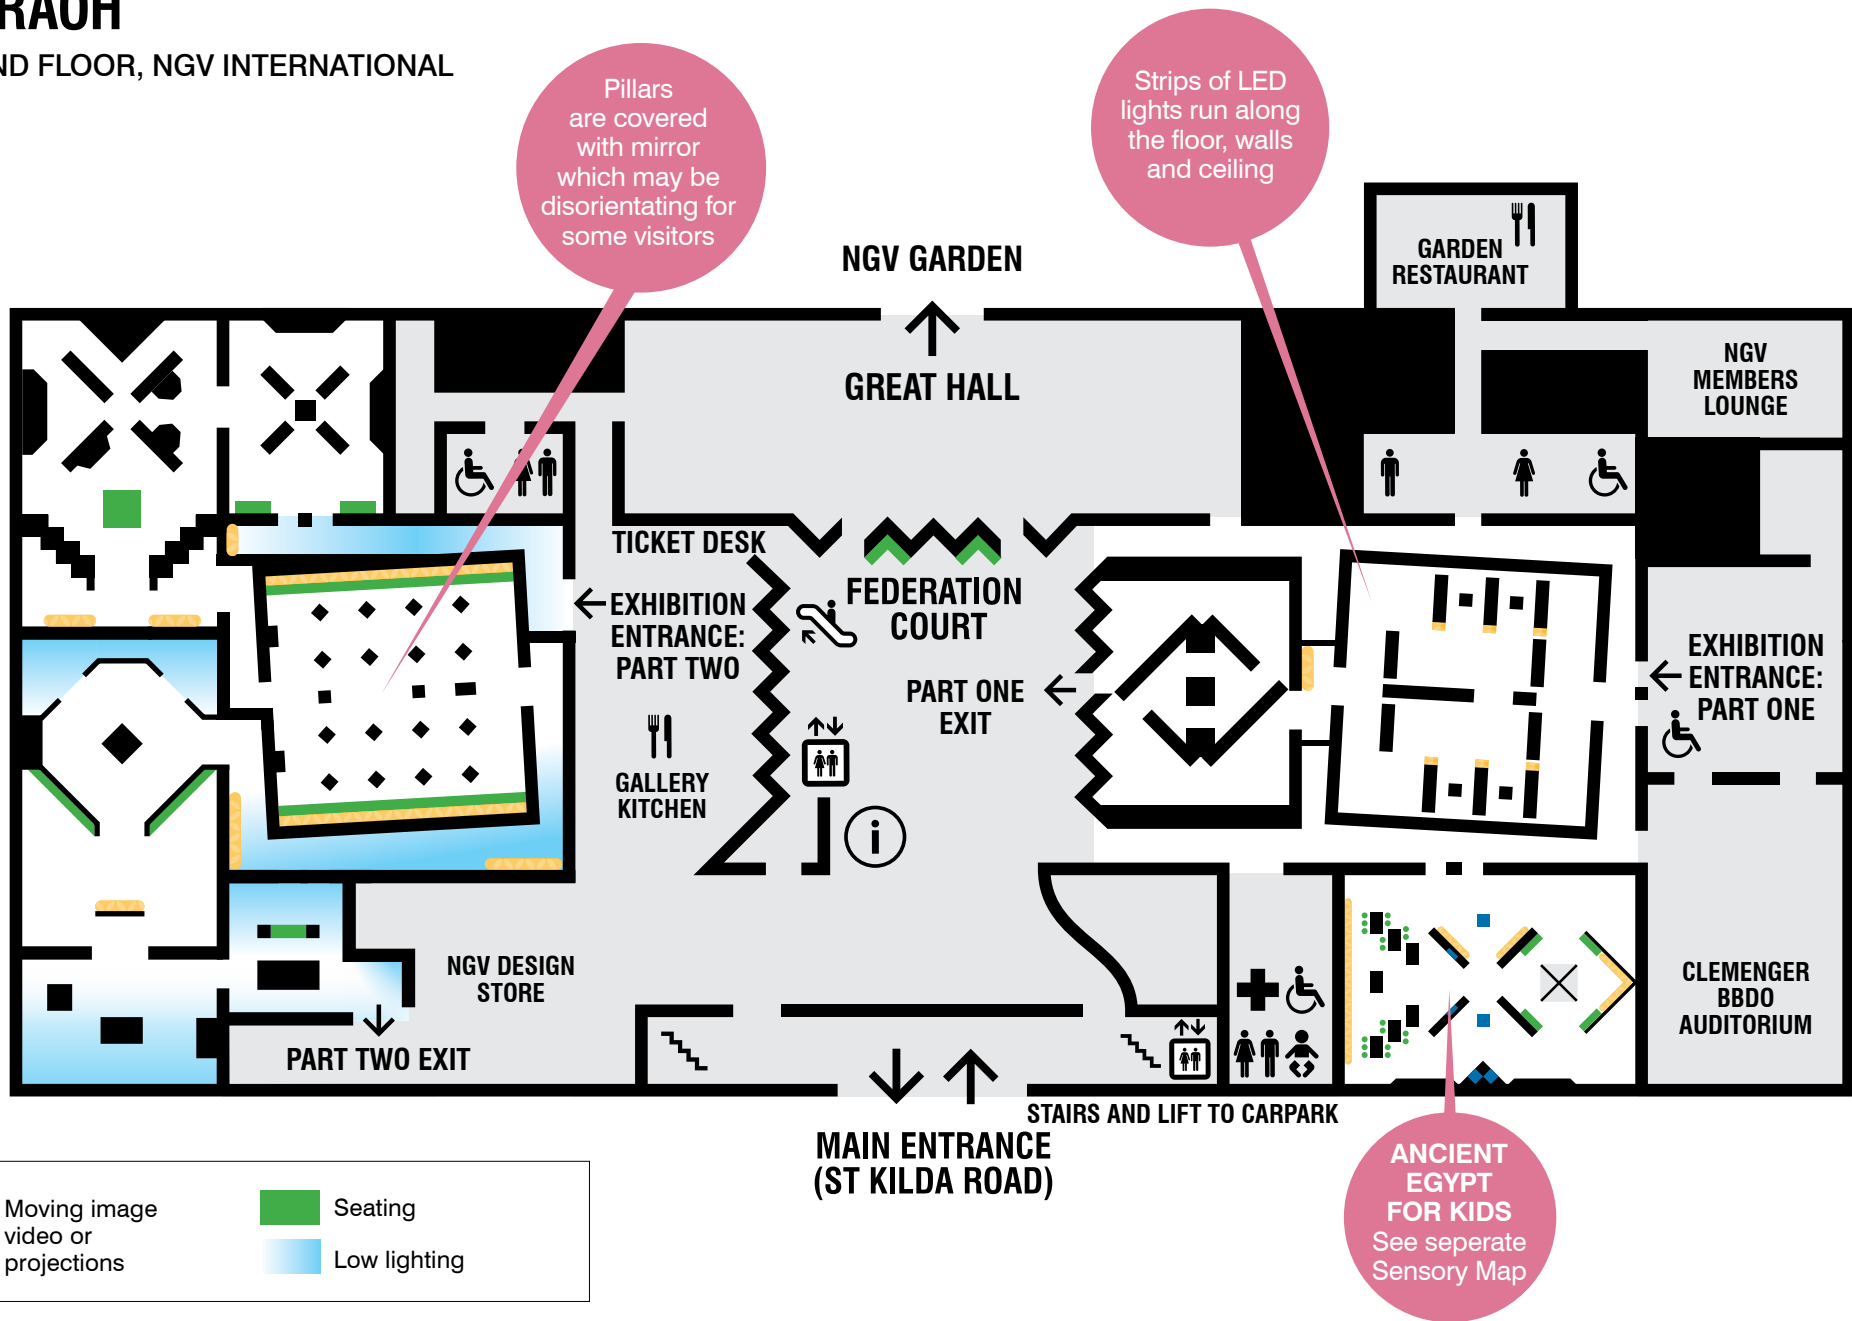 RAOH
ND FLOOR, NGV INTERNATIONAL
Pillars
are covered
with mirror
which may be
disorientating for
some visitors
Strips of LED
lights run along
the floor, walls
and ceiling
NGV GARDEN
GARDEN
RESTAURANT
GREAT HALL
NGV
MEMBERS
LOUNGE
TICKET DESK
FEDERATION
COURT
EXHIBITION
ENTRANCE:
PART TWO
PART ONE
EXIT
EXHIBITION
ENTRANCE:
PART ONE
GALLERY
KITCHEN
i
NGV DESIGN
STORE
CLEMENGER
BBDO
AUDITORIUM
PART TWO EXIT
STAIRS AND LIFT TO CARPARK
MAIN ENTRANCE
(ST KILDA ROAD)
ANCIENT
EGYPT
FOR KIDS
See seperate
Sensory Map
Moving image
video or
projections
Seating
Low lighting